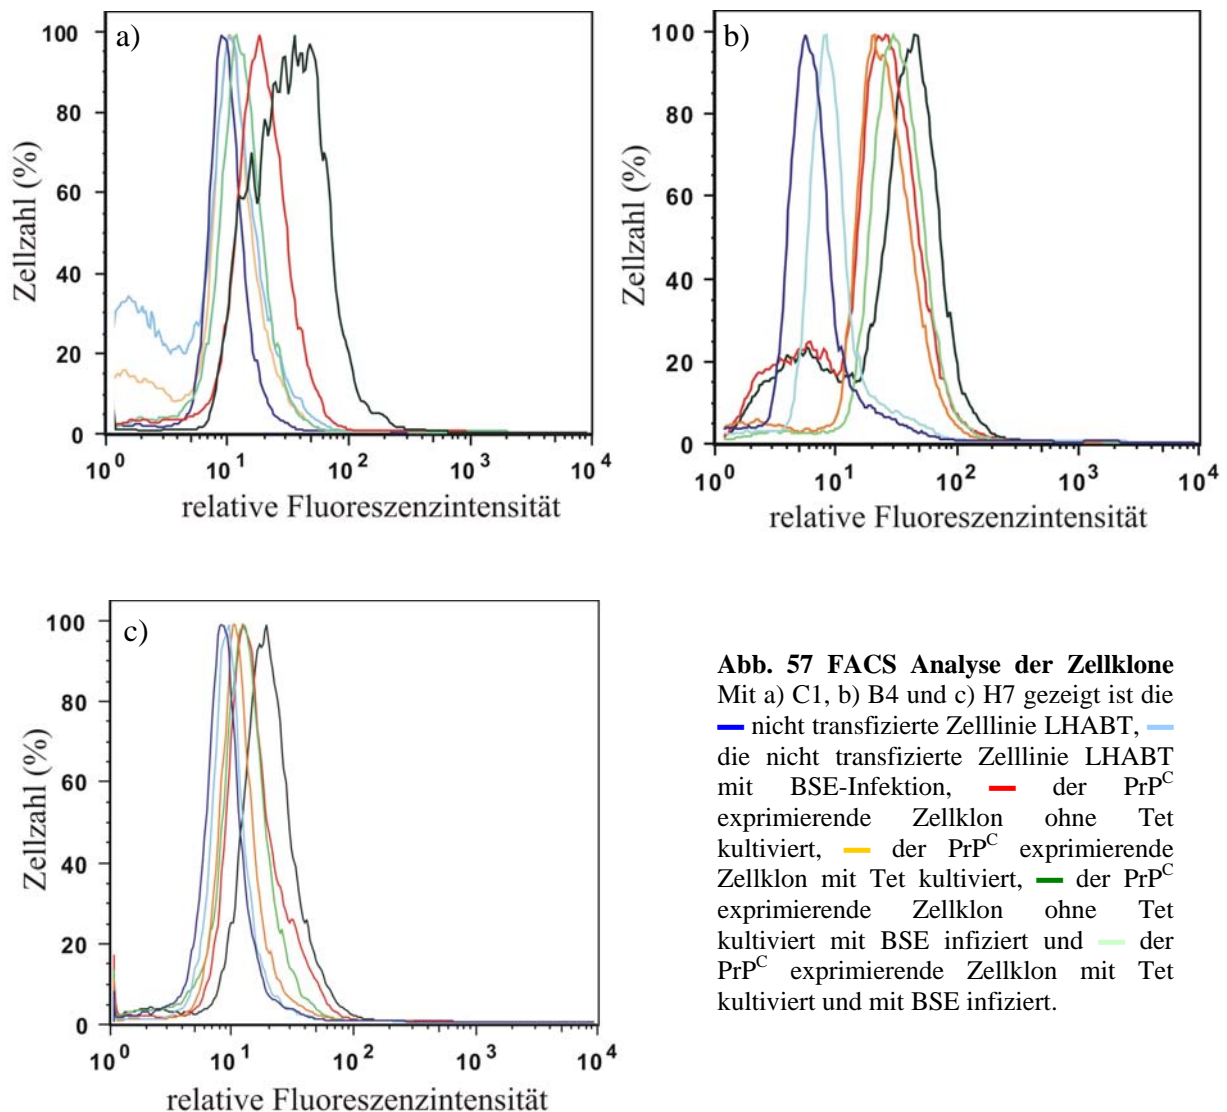 a)
100
80
60
40
20
0
Zellzahl (%)
10^0 10^1 10^2 10^3 10^4
relative Fluoreszenzintensität
b)
100
80
60
40
20
0
Zellzahl (%)
10^0 10^1 10^2 10^3 10^4
relative Fluoreszenzintensität
c)
100
80
60
40
20
0
Zellzahl (%)
10^0 10^1 10^2 10^3 10^4
relative Fluoreszenzintensität
Abb. 57 FACS Analyse der Zellklone
Mit a) C1, b) B4 und c) H7 gezeigt ist die
nicht transfizierte Zelllinie LHABT,
die nicht transfizierte Zelllinie LHABT
mit BSE-Infektion, der PrP^C
exprimierende Zellklon ohne Tet
kultiviert, der PrP^C exprimierende
Zellklon mit Tet kultiviert, der PrP^C
exprimierende Zellklon ohne Tet
kultiviert mit BSE infiziert und der
PrP^C exprimierende Zellklon mit Tet
kultiviert und mit BSE infiziert.